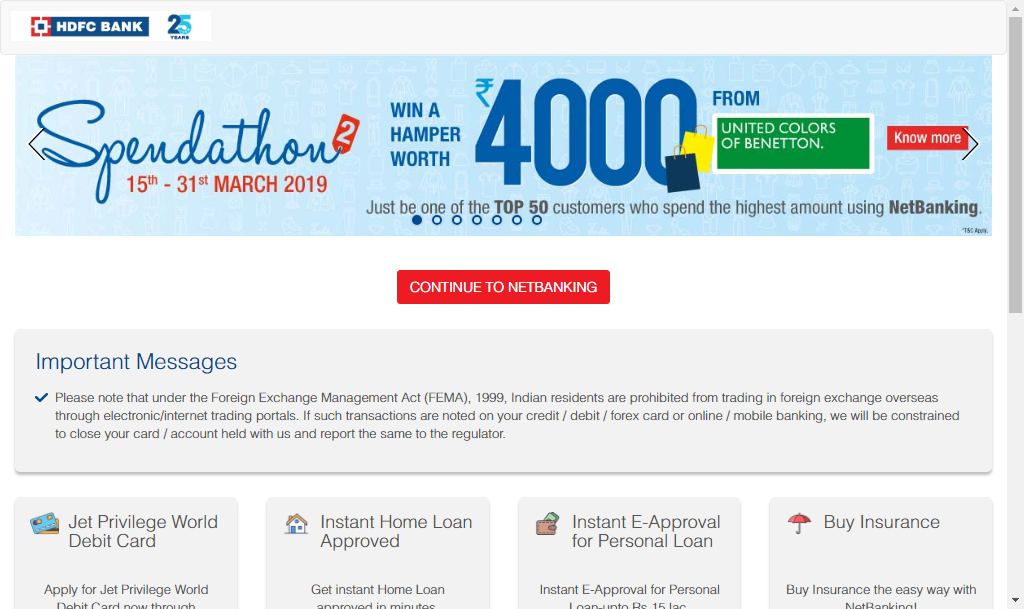 HDFC BANK 25 YEARS
Spendathon 2
15th - 31st MARCH 2019
WIN A
HAMPER
WORTH
₹4000
FROM
UNITED COLORS
OF BENETTON.
Know more
Just be one of the TOP 50 customers who spend the highest amount using NetBanking.
*T&C Apply.
CONTINUE TO NETBANKING
Important Messages
Please note that under the Foreign Exchange Management Act (FEMA), 1999, Indian residents are prohibited from trading in foreign exchange overseas
through electronic/internet trading portals. If such transactions are noted on your credit / debit / forex card or online / mobile banking, we will be constrained
to close your card / account held with us and report the same to the regulator.
Jet Privilege World
Debit Card
Apply for Jet Privilege World
Debit Card now through
Instant Home Loan
Approved
Get instant Home Loan
approved in minutes
Instant E-Approval
for Personal Loan
Instant E-Approval for Personal
Loan-upto Rs 15 lac
Buy Insurance
Buy Insurance the easy way with
NetBanking!